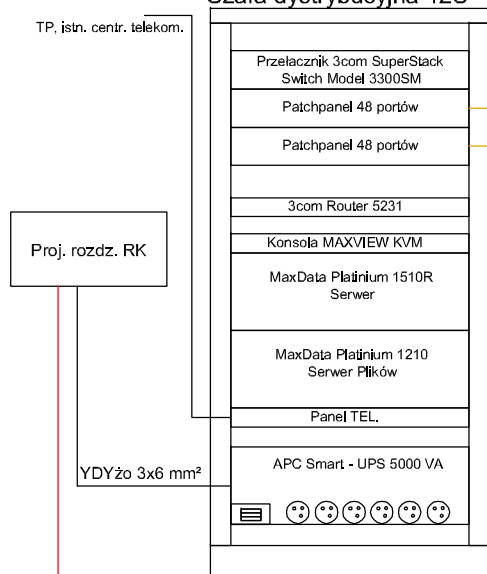 Szafa dystrybucyjna 42U
TP, istn. centr. telekom.
Przełacznik 3com SuperStack
Switch Model 3300SM
Patchpanel 48 portów
Patchpanel 48 portów
3com Router 5231
Proj. rozdz. RK
Konsola MAXVIEW KVM
MaxData Platinium 1510R
Serwer
MaxData Platinium 1210
Serwer Plików
Panel TEL.
YDYżo 3x6 mm²
APC Smart - UPS 5000 VA